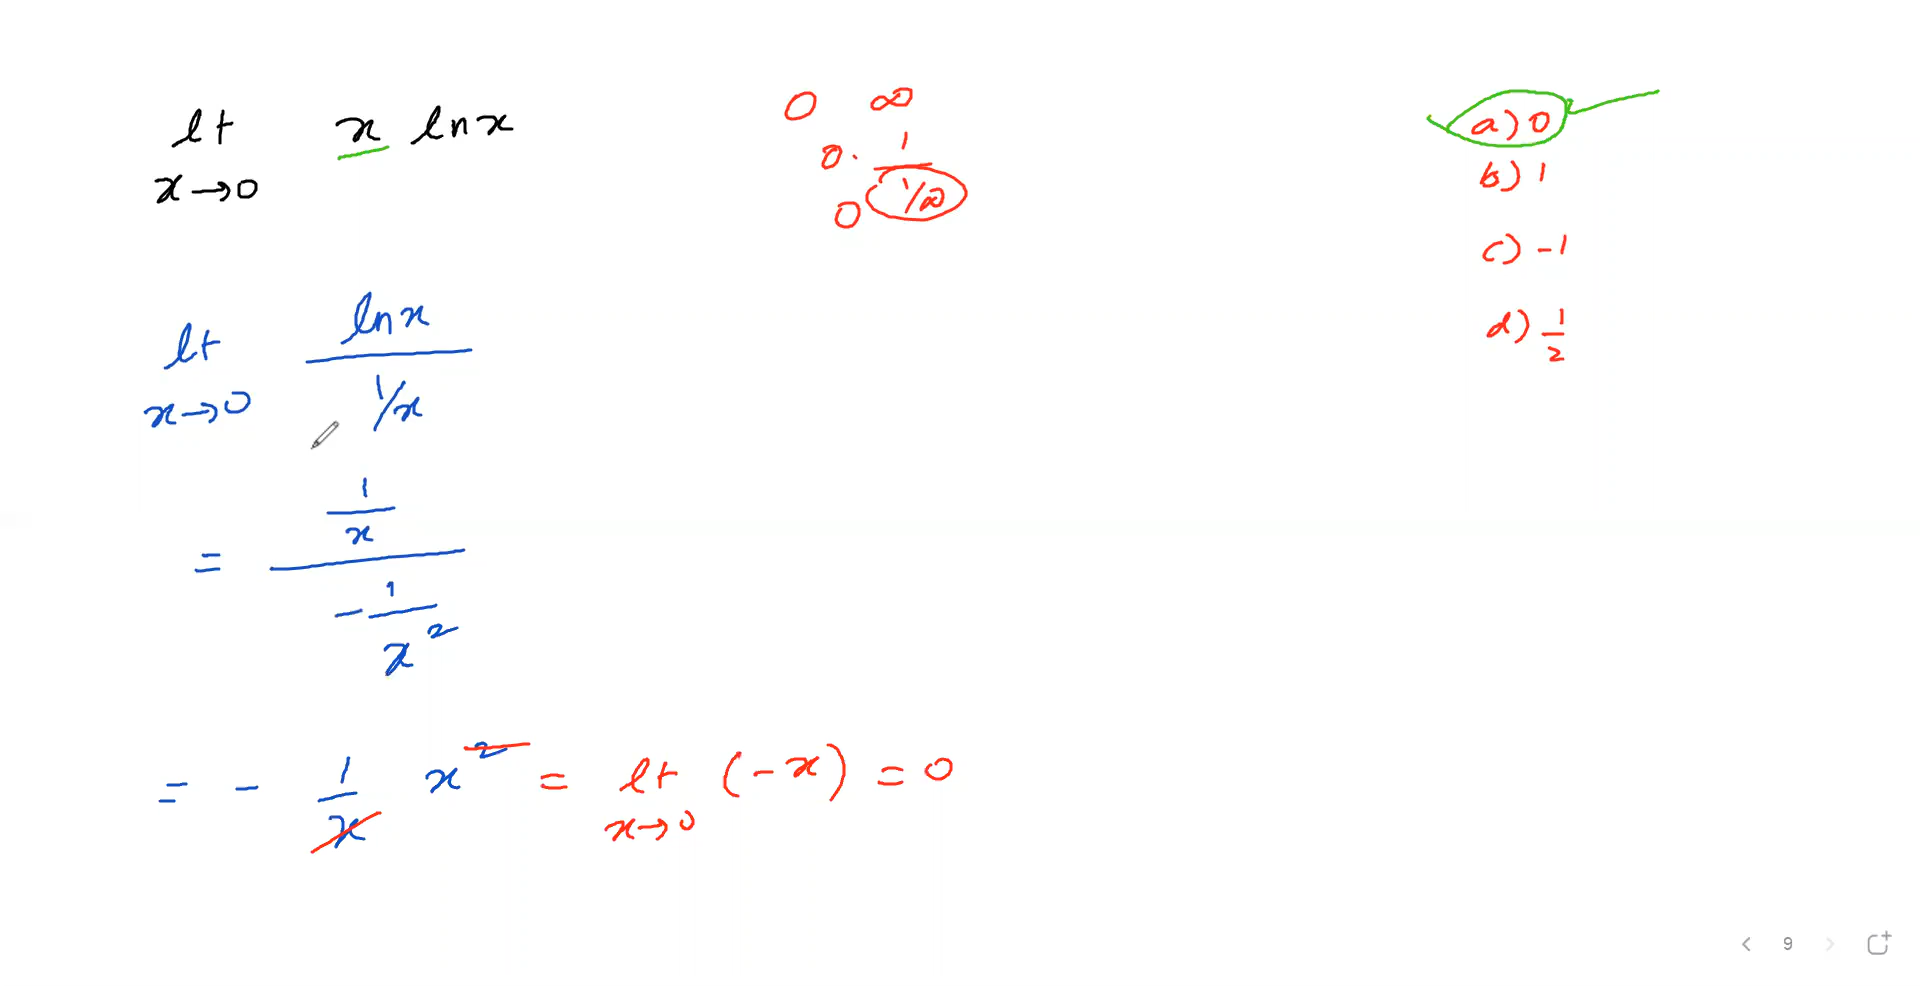 lt x ln x
x→0
0 ∞
0. 1
1/∞
0
a) 0
b) 1
c) -1
d) 1/2
lt ln x
x→0 1/x
= 1/x
-1/x²
= - 1/x x² = lt (-x) = 0
x→0
9